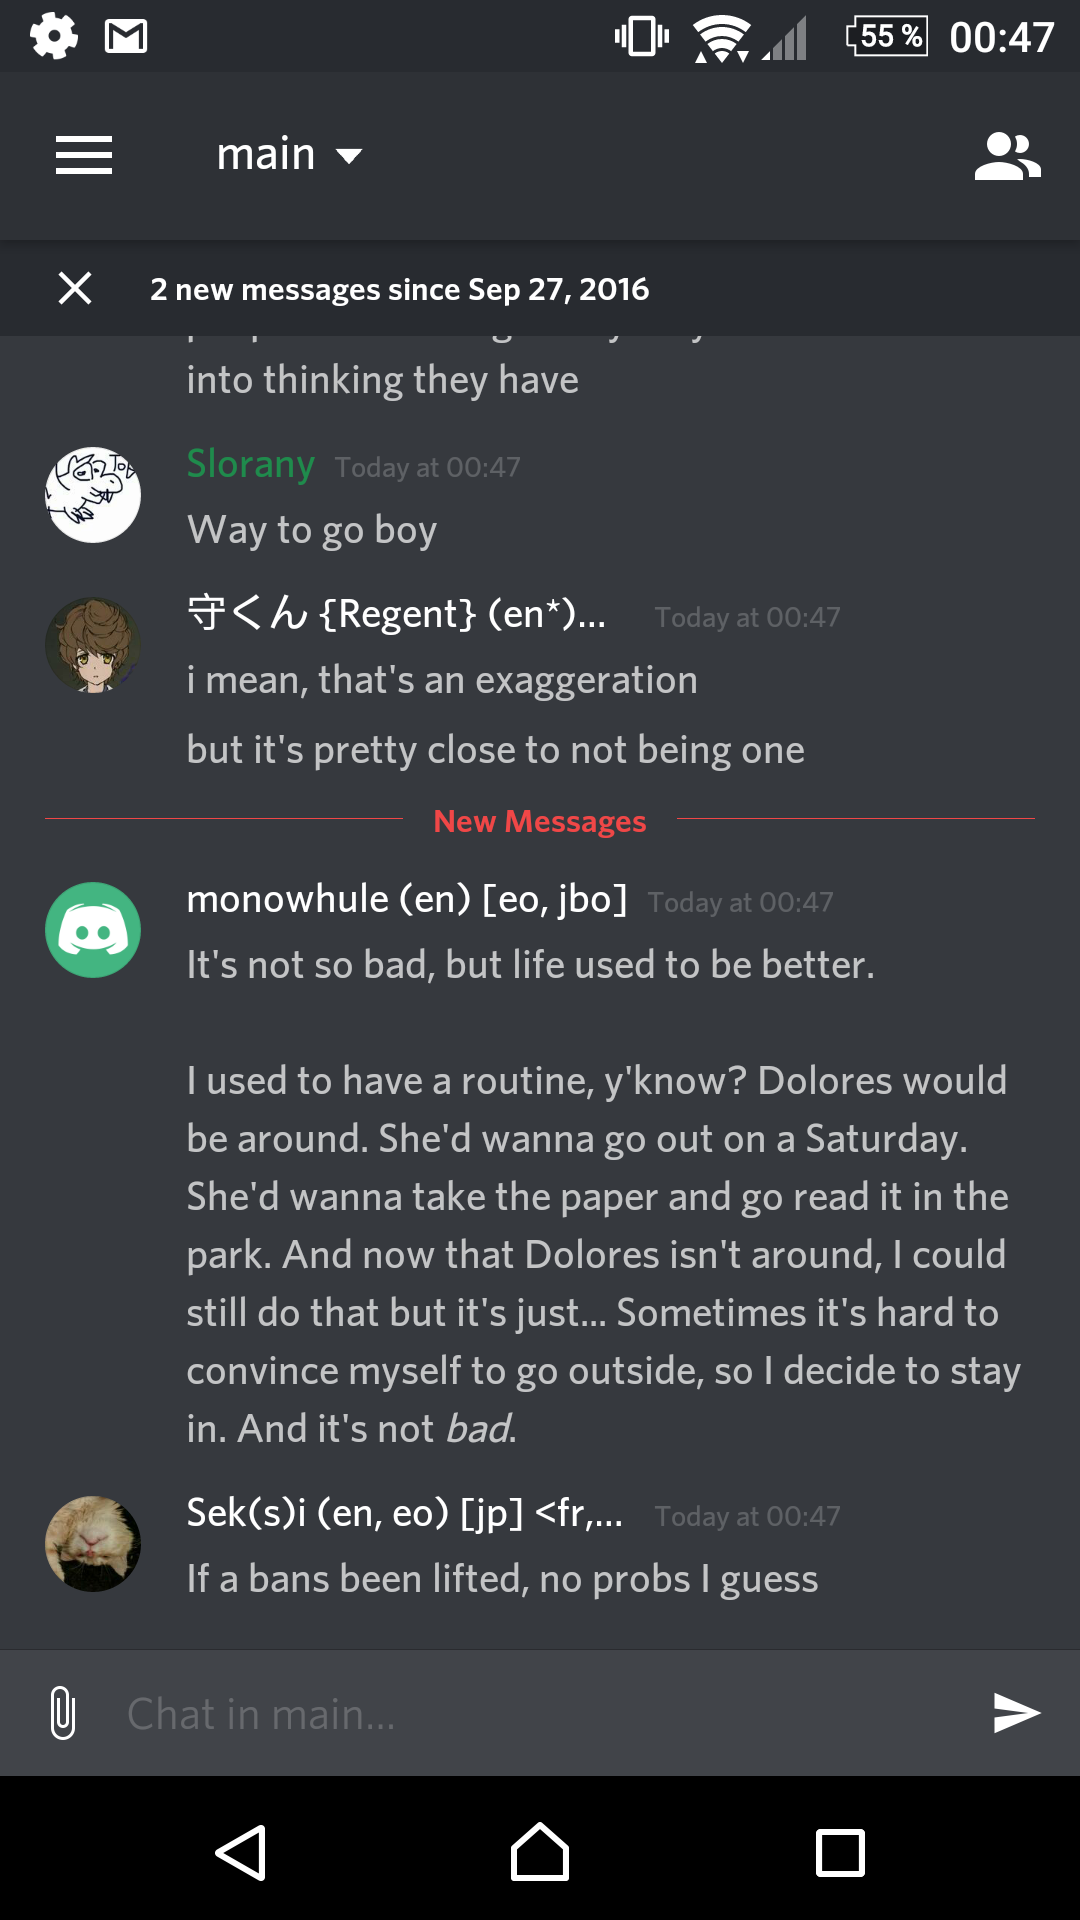 55 % 00:47
main
2 new messages since Sep 27, 2016
into thinking they have
Slorany Today at 00:47
Way to go boy
守くん {Regent} (en*)... Today at 00:47
i mean, that's an exaggeration
but it's pretty close to not being one
New Messages
monowhule (en) [eo, jbo] Today at 00:47
It's not so bad, but life used to be better.
I used to have a routine, y'know? Dolores would
be around. She'd wanna go out on a Saturday.
She'd wanna take the paper and go read it in the
park. And now that Dolores isn't around, I could
still do that but it's just... Sometimes it's hard to
convince myself to go outside, so I decide to stay
in. And it's not bad.
Sek(s)i (en, eo) [jp] <fr,... Today at 00:47
If a bans been lifted, no probs I guess
Chat in main...